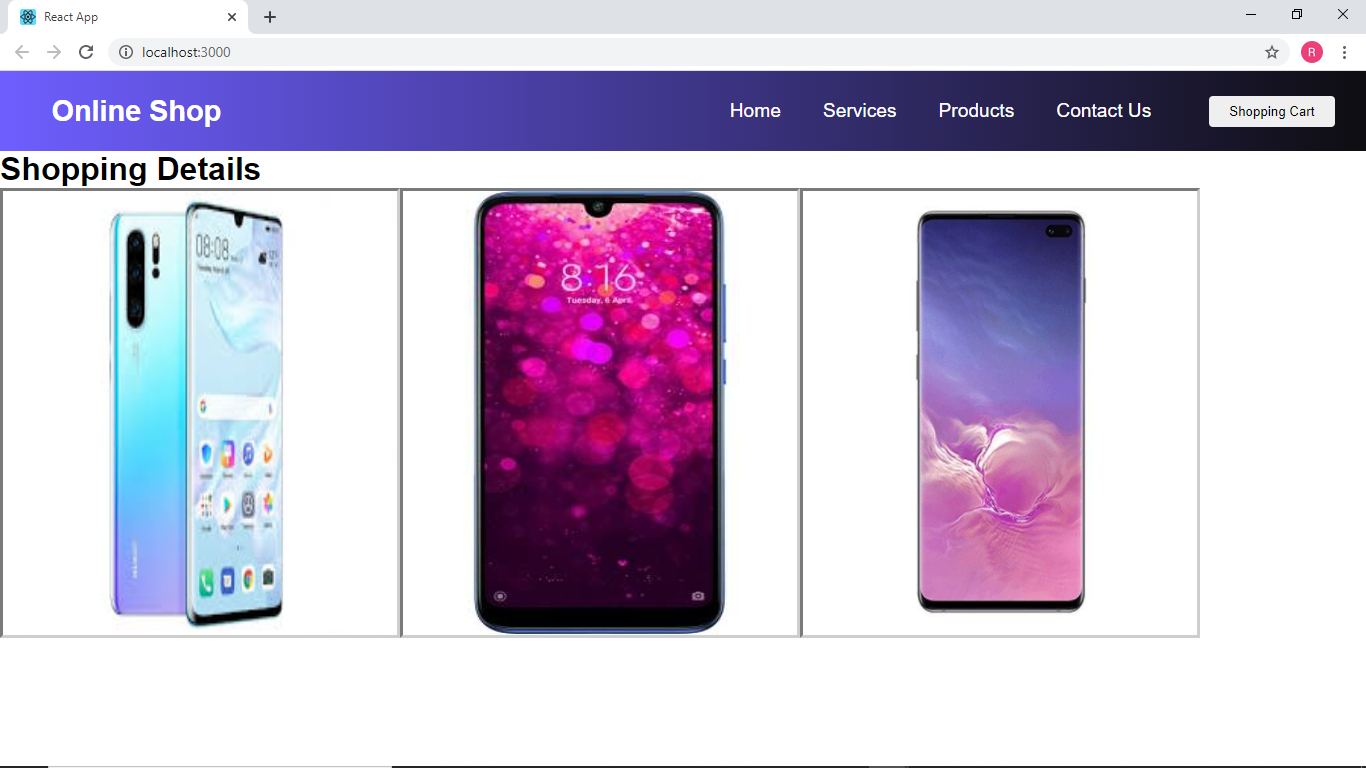 React App
localhost:3000
R
Online Shop
Home Services Products Contact Us Shopping Cart
Shopping Details
08:08
8:16
Tuesday, 6 April